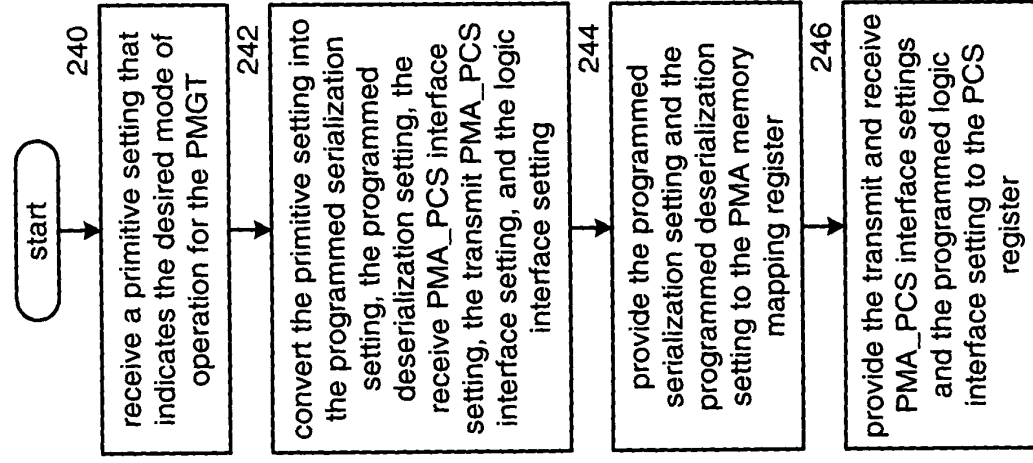 start
240
receive a primitive setting that
indicates the desired mode of
operation for the PMGT
242
convert the primitive setting into
the programmed serialization
setting, the programmed
deserialization setting, the
receive PMA_PCS interface
setting, the transmit PMA_PCS
interface setting, and the logic
interface setting
244
provide the programmed
serialization setting and the
programmed deserialization
setting to the PMA memory
mapping register
246
provide the transmit and receive
PMA_PCS interface settings
and the programmed logic
interface setting to the PCS
register